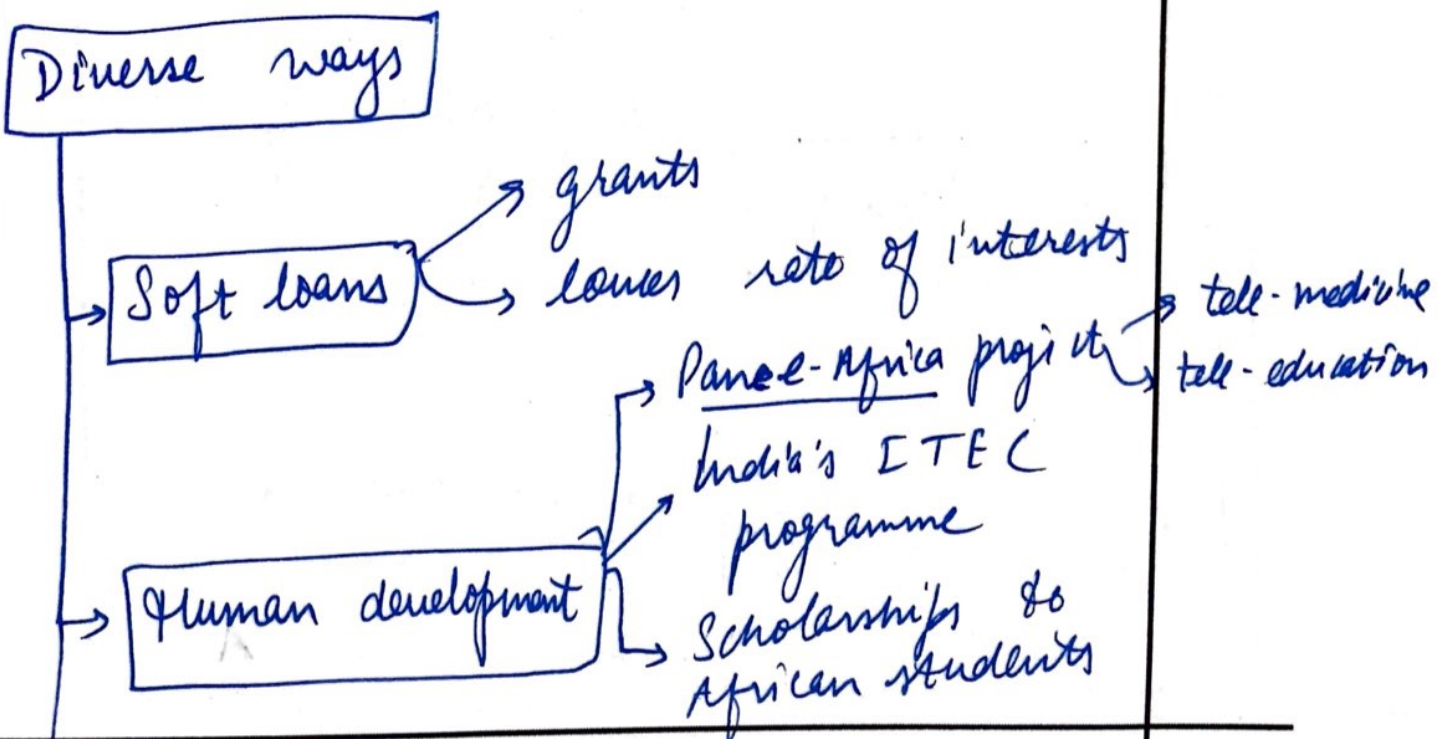 Diverse ways
grants
Soft loans
lower rate of interests
Pan e-Africa project
tele-medicine
tele-education
India's ITEC
programme
Human development
Scholarships to
African students